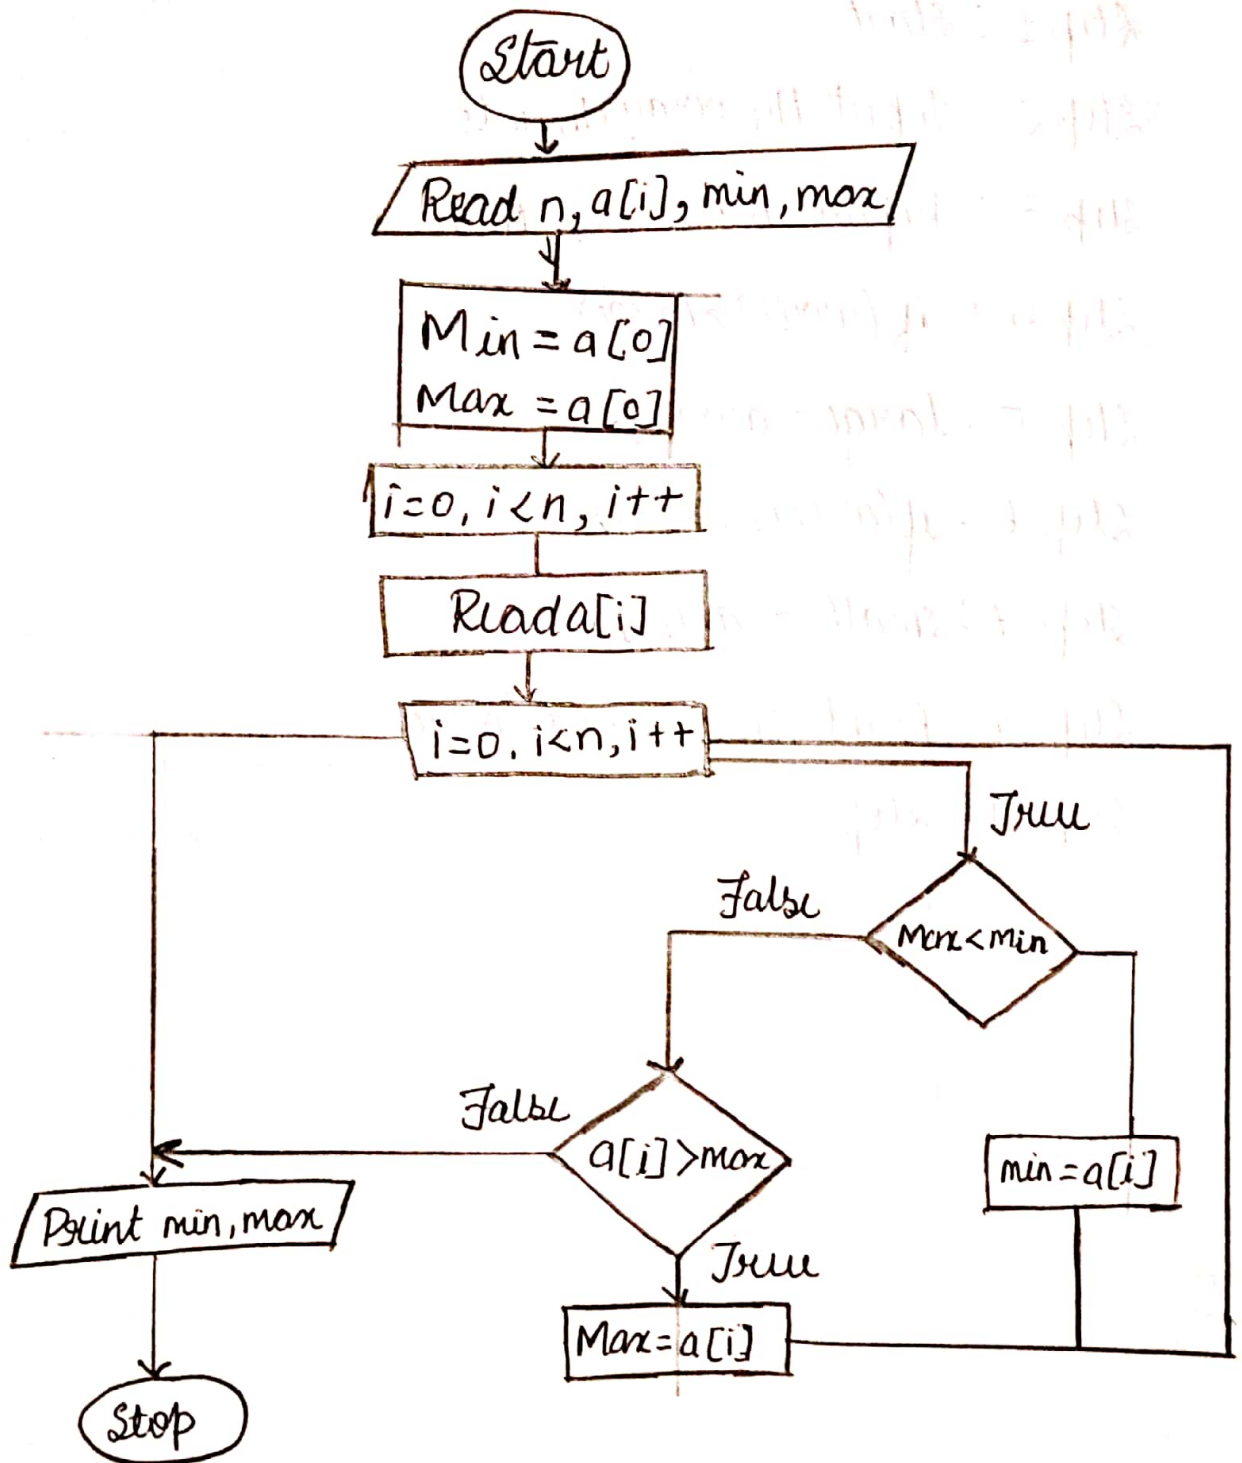 Start
Read n, a[i], min, max
Min = a[0]
Max = a[0]
i=0, i<n, i++
Read a[i]
i=0, i<n, i++
True
False
Max<Min
False
a[i]>max
min=a[i]
Print min, max
True
Max=a[i]
Stop